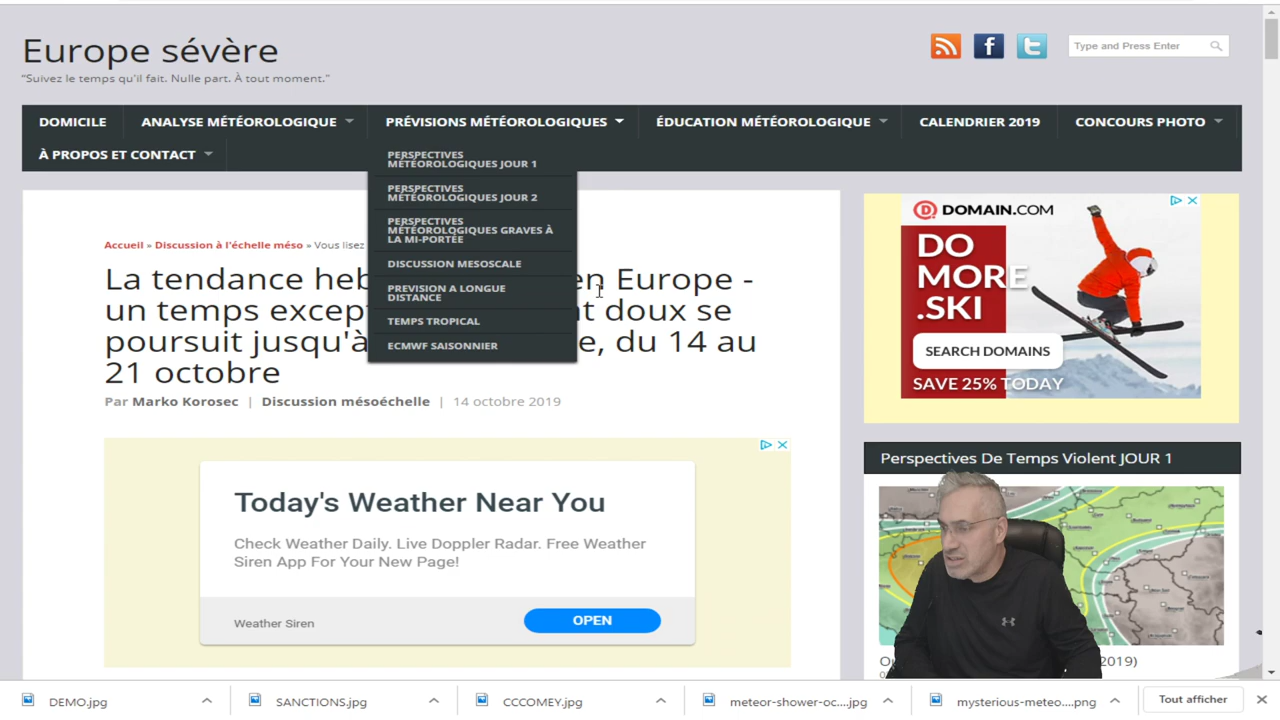 Europe sévère
"Suivez le temps qu'il fait. Nulle part. À tout moment."
Type and Press Enter
DOMICILE ANALYSE MÉTÉOROLOGIQUE PRÉVISIONS MÉTÉOROLOGIQUES ÉDUCATION MÉTÉOROLOGIQUE CALENDRIER 2019 CONCOURS PHOTO
À PROPOS ET CONTACT
PERSPECTIVES
MÉTÉOROLOGIQUES JOUR 1
PERSPECTIVES
MÉTÉOROLOGIQUES JOUR 2
PERSPECTIVES
MÉTÉOROLOGIQUES GRAVES À
LA MI-PORTÉE
DISCUSSION MESOSCALE
PREVISION A LONGUE
DISTANCE
TEMPS TROPICAL
ECMWF SAISONNIER
Accueil » Discussion à l'échelle méso » Vous lisez
La tendance heb en Europe -
un temps except t doux se
poursuit jusqu'à e, du 14 au
21 octobre
Par Marko Korosec | Discussion mésoéchelle | 14 octobre 2019
Today's Weather Near You
Check Weather Daily. Live Doppler Radar. Free Weather
Siren App For Your New Page!
Weather Siren
OPEN
DOMAIN.COM
DO
MORE
.SKI
SEARCH DOMAINS
SAVE 25% TODAY
Perspectives De Temps Violent JOUR 1
2019)
DEMO.jpg SANCTIONS.jpg CCCOMEY.jpg meteor-shower-oc....jpg mysterious-meteo....png Tout afficher